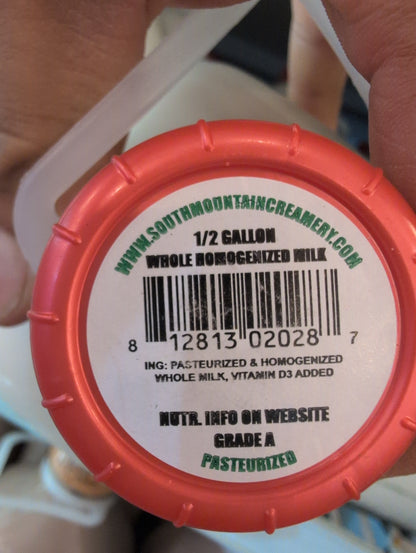 WWW.SOUTHMOUNTAINCREAMERY.COM
1/2 GALLON
WHOLE HOMOGENIZED MILK
8 12813 02028 7
ING: PASTEURIZED & HOMOGENIZED
WHOLE MILK, VITAMIN D3 ADDED
NUTR. INFO ON WEBSITE
GRADE A
PASTEURIZED